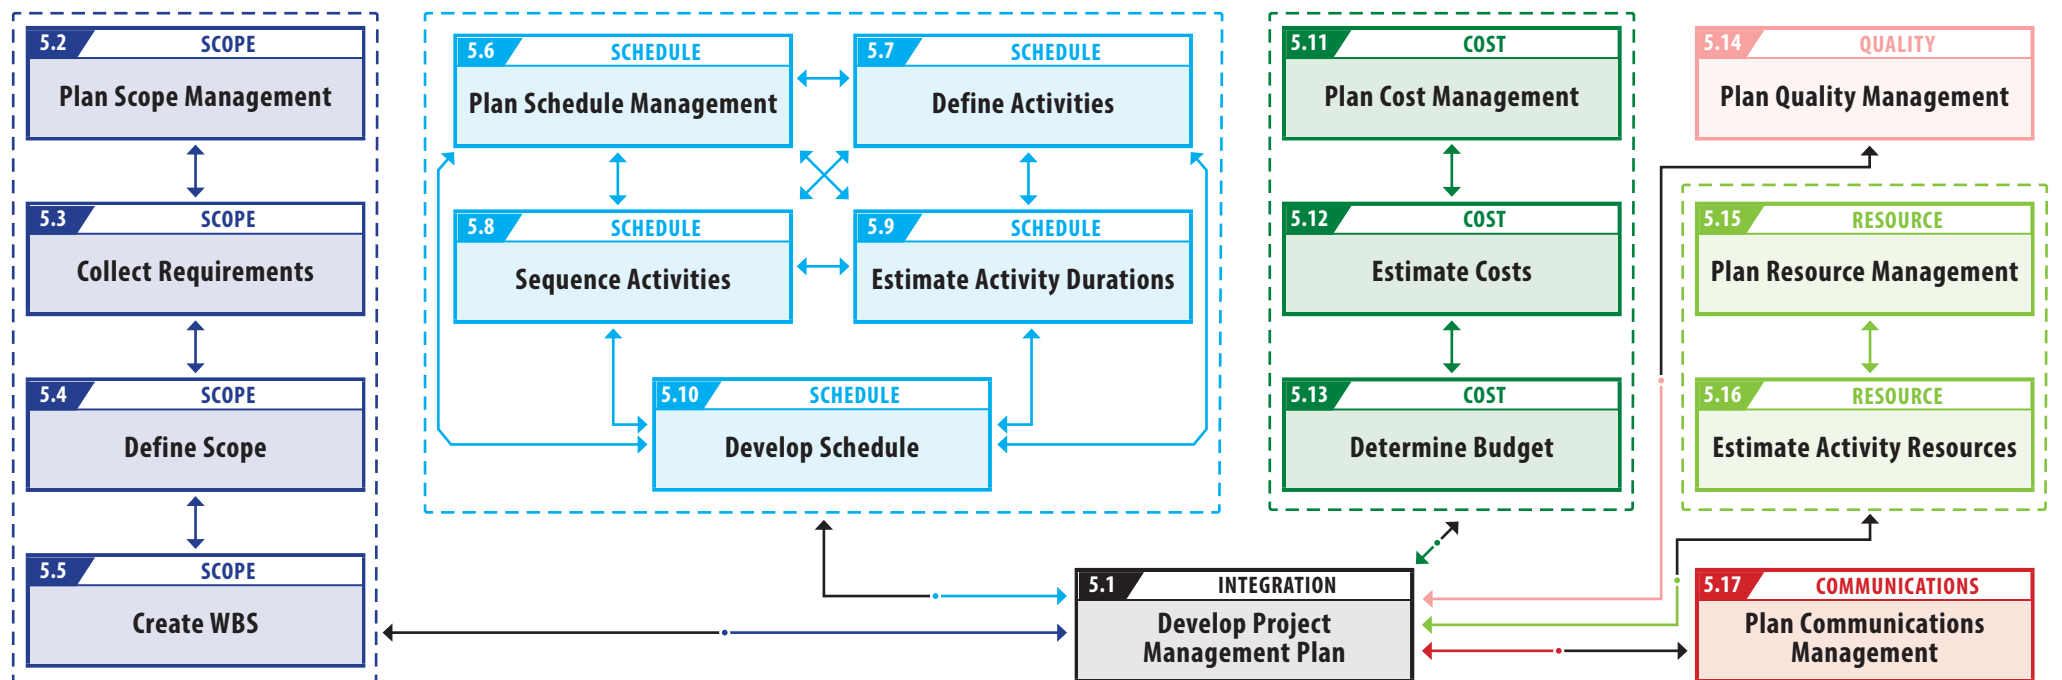 5.2 SCOPE
Plan Scope Management
5.3 SCOPE
Collect Requirements
5.4 SCOPE
Define Scope
5.5 SCOPE
Create WBS
5.6 SCHEDULE
Plan Schedule Management
5.7 SCHEDULE
Define Activities
5.8 SCHEDULE
Sequence Activities
5.9 SCHEDULE
Estimate Activity Durations
5.10 SCHEDULE
Develop Schedule
5.11 COST
Plan Cost Management
5.12 COST
Estimate Costs
5.13 COST
Determine Budget
5.14 QUALITY
Plan Quality Management
5.15 RESOURCE
Plan Resource Management
5.16 RESOURCE
Estimate Activity Resources
5.1 INTEGRATION
Develop Project
Management Plan
5.17 COMMUNICATIONS
Plan Communications
Management